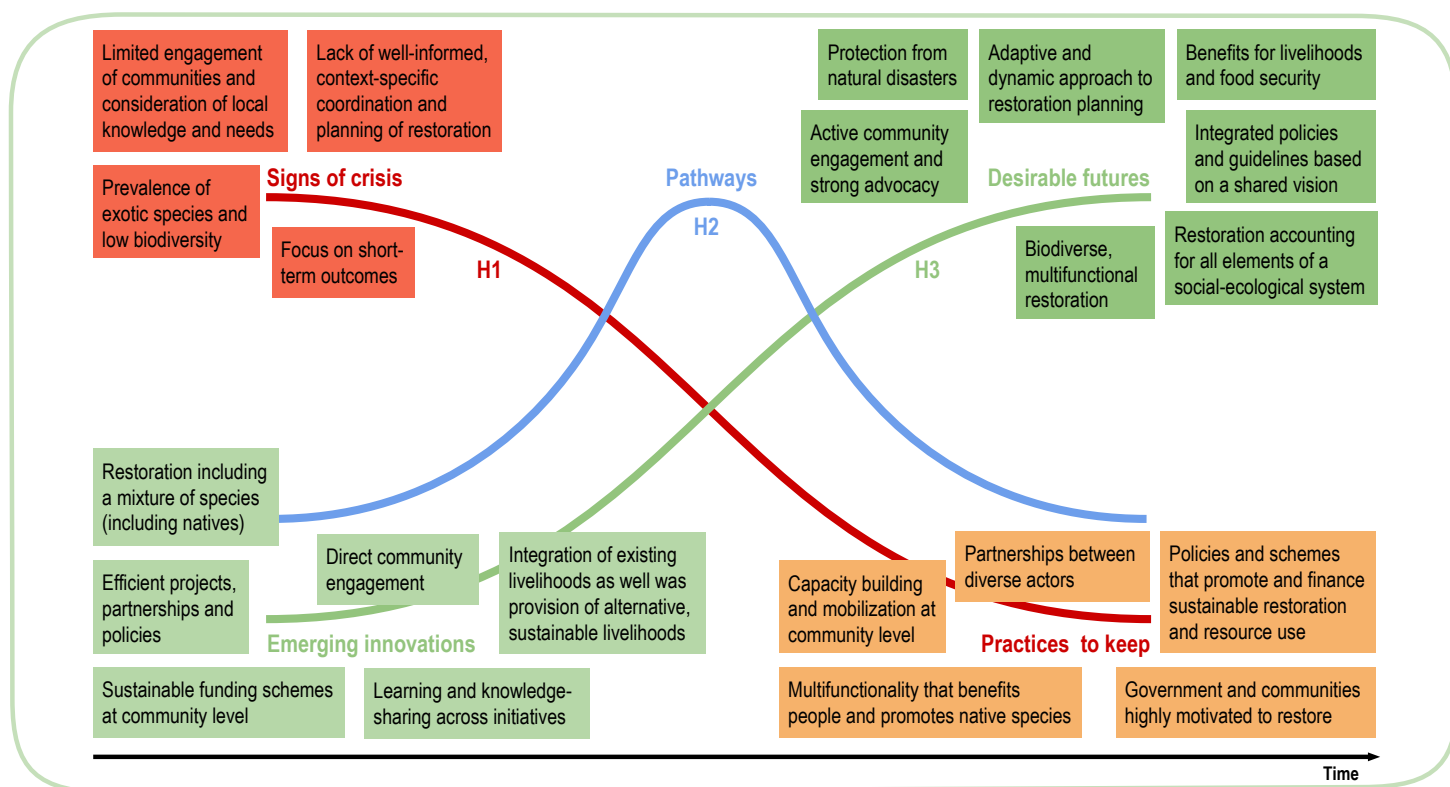 Limited engagement
of communities and
consideration of local
knowledge and needs
Lack of well-informed,
context-specific
coordination and
planning of restoration
Prevalence of
exotic species and
low biodiversity
Signs of crisis
Focus on short-
term outcomes
H1
Pathways
H2
Protection from
natural disasters
Adaptive and
dynamic approach to
restoration planning
Benefits for livelihoods
and food security
Active community
engagement and
strong advocacy
Desirable futures
Integrated policies
and guidelines based
on a shared vision
H3
Biodiverse,
multifunctional
restoration
Restoration accounting
for all elements of a
social-ecological system
Restoration including
a mixture of species
(including natives)
Efficient projects,
partnerships and
policies
Direct community
engagement
Integration of existing
livelihoods as well was
provision of alternative,
sustainable livelihoods
Emerging innovations
Sustainable funding schemes
at community level
Learning and knowledge-
sharing across initiatives
Capacity building
and mobilization at
community level
Partnerships between
diverse actors
Policies and schemes
that promote and finance
sustainable restoration
and resource use
Practices to keep
Multifunctionality that benefits
people and promotes native species
Government and communities
highly motivated to restore
Time